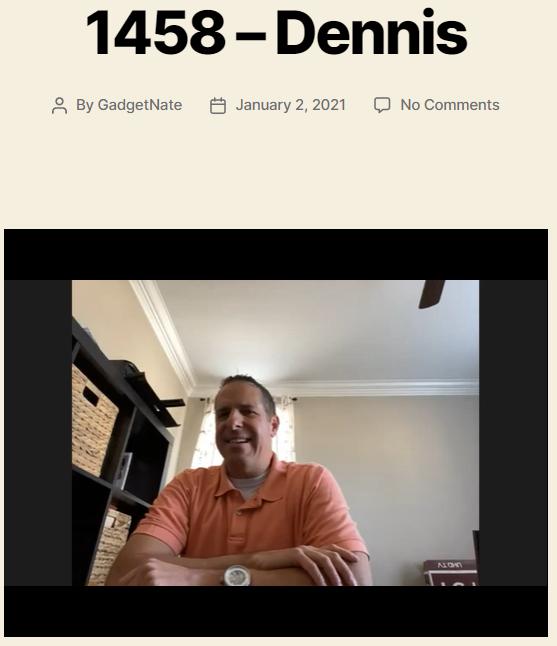 1458 – Dennis
By GadgetNate January 2, 2021 No Comments